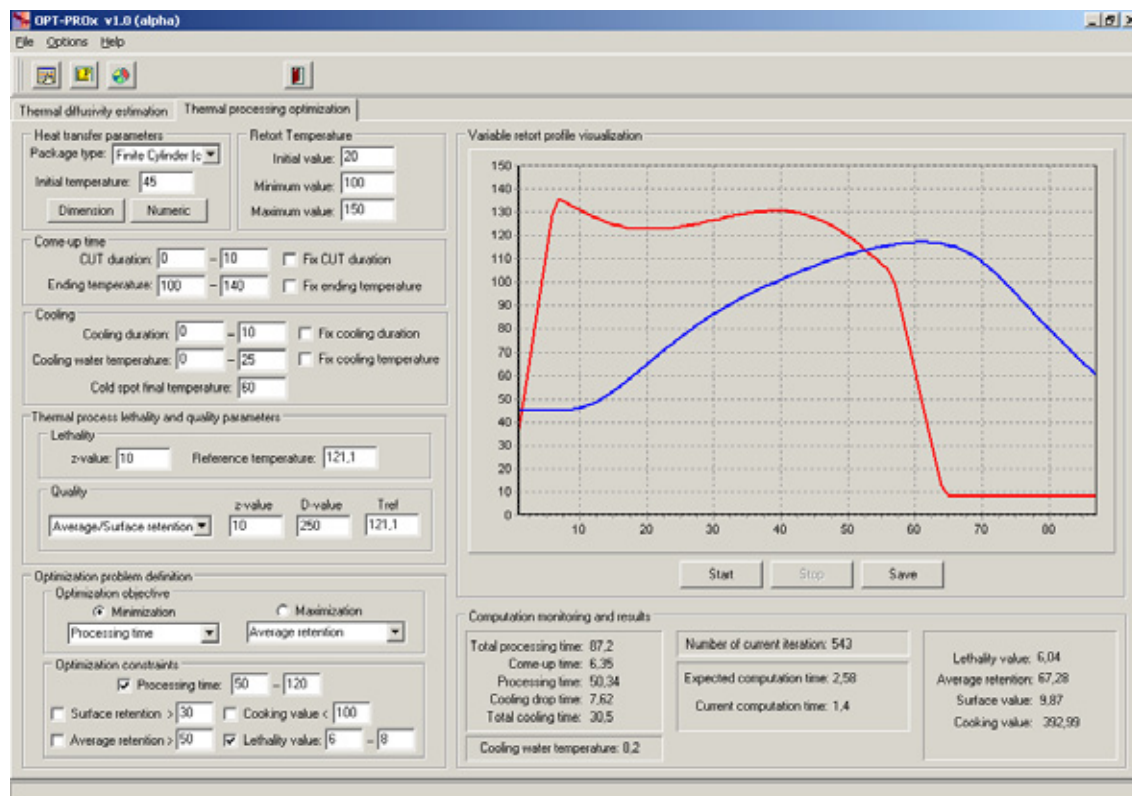 OPT-PROx v1.0 (alpha)
File Options Help
Thermal diffusivity estimation Thermal processing optimization
Heat transfer parameters
Package type: Finite Cylinder [c
Initial temperature: 45
Dimension Numeric
Retort Temperature
Initial value: 20
Minimum value: 100
Maximum value: 150
Come-up time
CUT duration: 0 - 10 Fix CUT duration
Ending temperature: 100 - 140 Fix ending temperature
Cooling
Cooling duration: 0 - 10 Fix cooling duration
Cooling water temperature: 0 - 25 Fix cooling temperature
Cold spot final temperature: 60
Thermal process lethality and quality parameters
Lethality
z-value: 10 Reference temperature: 121,1
Quality
z-value D-value Tref
Average/Surface retention 10 250 121,1
Optimization problem definition
Optimization objective
Minimization Maximization
Processing time Average retention
Optimization constraints
Processing time: 50 - 120
Surface retention > 30 Cooking value < 100
Average retention > 50 Lethality value: 6 - 8
Variable retort profile visualization
150
140
130
120
110
100
90
80
70
60
50
40
30
20
10
0
10 20 30 40 50 60 70 80
Start Stop Save
Computation monitoring and results
Total processing time: 87,2
Come-up time: 6,35
Processing time: 50,34
Cooling drop time: 7,62
Total cooling time: 30,5
Cooling water temperature: 8,2
Number of current iteration: 543
Expected computation time: 2,58
Current computation time: 1,4
Lethality value: 6,04
Average retention: 67,28
Surface value: 9,87
Cooking value: 392,99